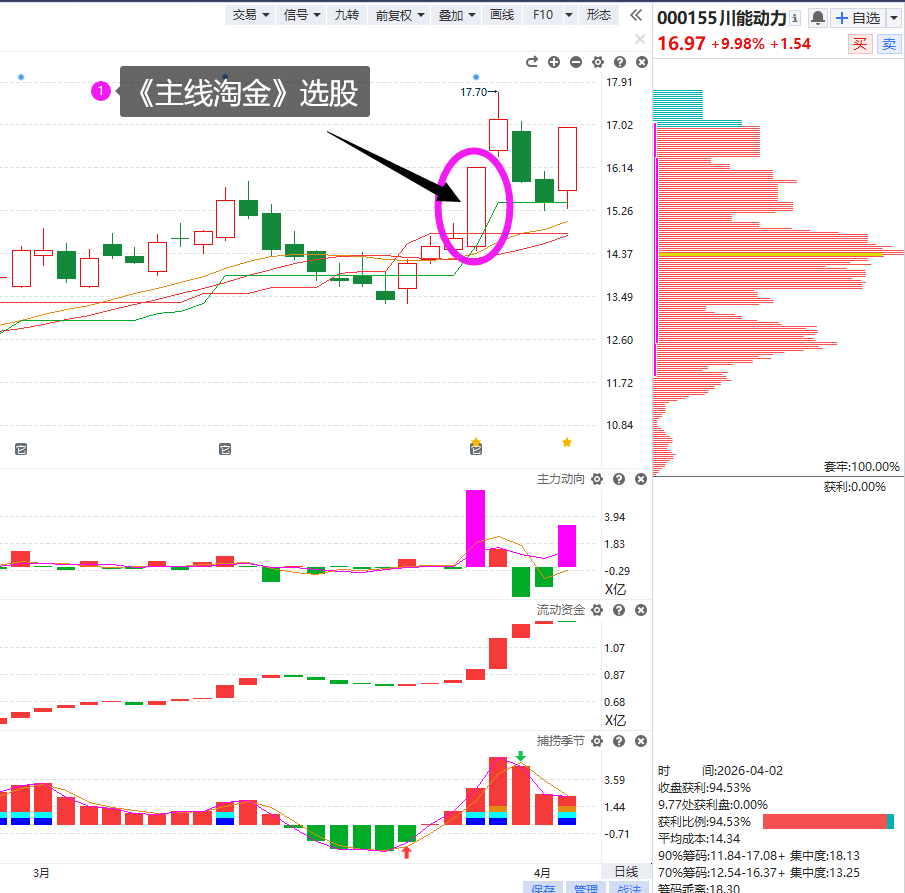 交易 信号 九转 前复权 叠加 画线 F10 形态
000155川能动力 自选
16.97 +9.98% +1.54 买 卖
1 《主线淘金》选股
17.70
17.91
17.02
16.14
15.26
14.37
13.49
12.60
11.72
10.84
套牢:100.00%
获利:0.00%
主力动向
3.94
1.83
-0.29
X亿
流动资金
1.07
0.87
0.68
X亿
捕捞季节
3.59
1.44
-0.71
时 间:2026-04-02
收盘获利:94.53%
9.77处获利盘:0.00%
获利比例:94.53%
平均成本:14.34
90%筹码:11.84-17.08+ 集中度:18.13
70%筹码:12.54-16.37+ 集中度:13.25
筹码乖离:18.30
3月 4月 日线
保存 管理 战法